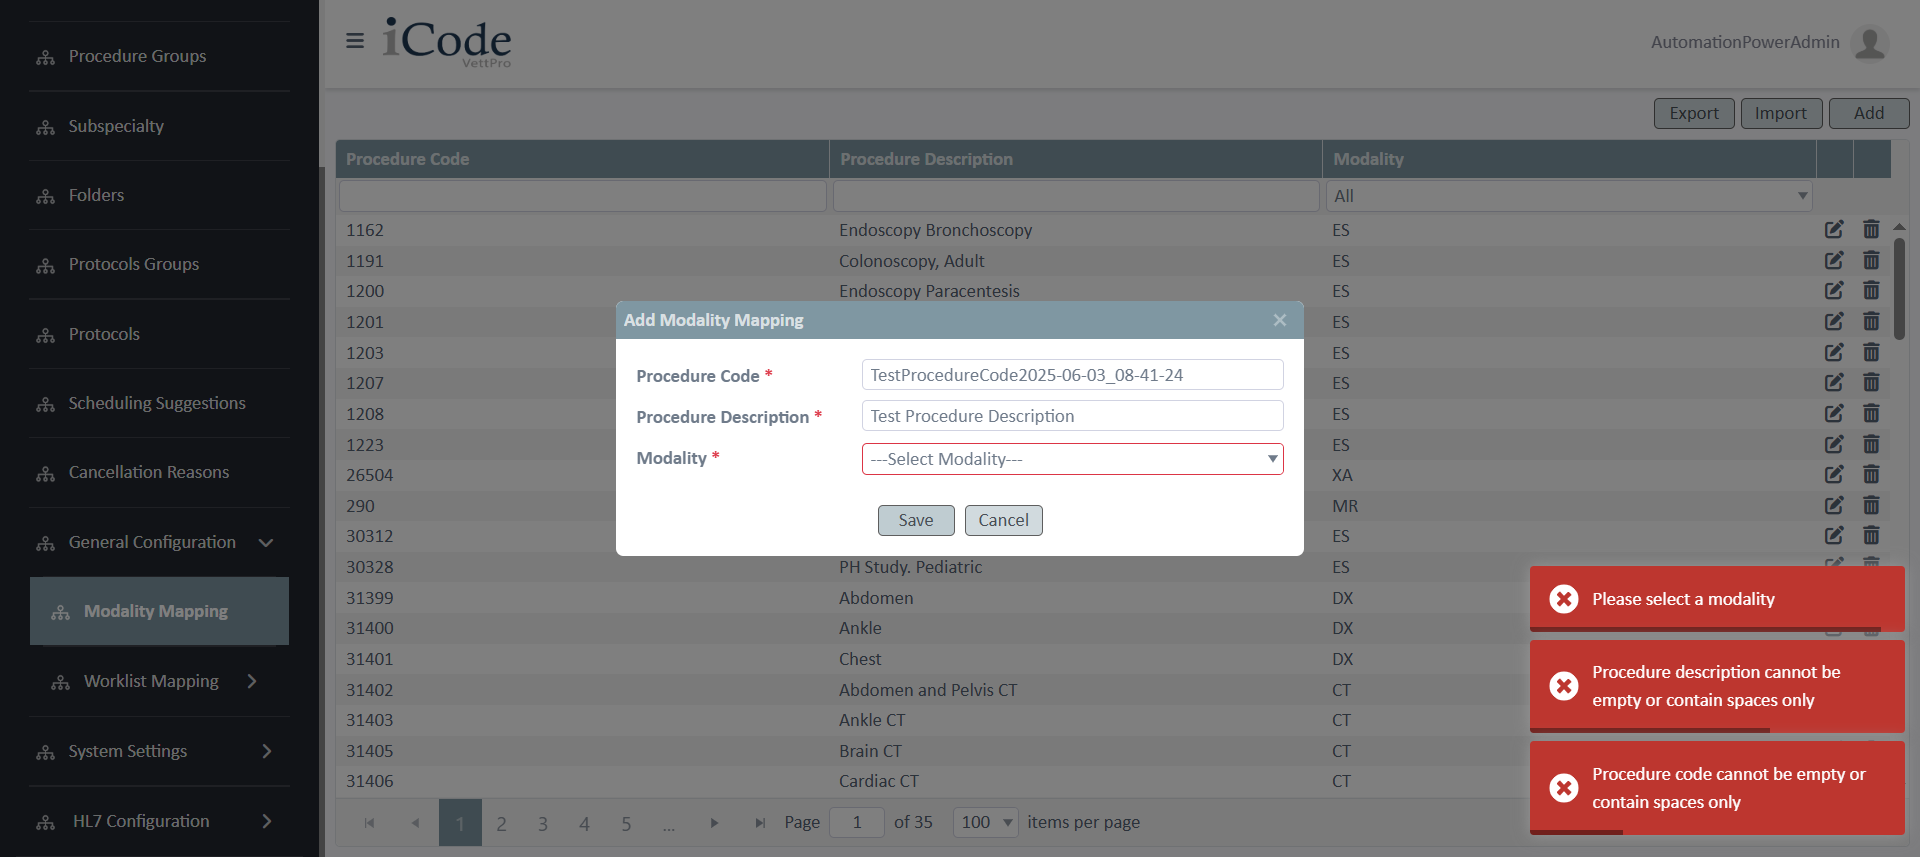 Procedure Groups
Subspecialty
Folders
Protocols Groups
Protocols
Scheduling Suggestions
Cancellation Reasons
General Configuration
Modality Mapping
Worklist Mapping
System Settings
HL7 Configuration
iCode
VettPro
AutomationPowerAdmin
Export Import Add
Procedure Code Procedure Description Modality
All
1162 Endoscopy Bronchoscopy ES
1191 Colonoscopy, Adult ES
1200 Endoscopy Paracentesis ES
1201 ES
1203 ES
1207 ES
1208 ES
1223 ES
26504 XA
290 MR
30312 ES
30328 PH Study. Pediatric ES
31399 Abdomen DX
31400 Ankle DX
31401 Chest DX
31402 Abdomen and Pelvis CT CT
31403 Ankle CT CT
31405 Brain CT CT
31406 Cardiac CT CT
1 2 3 4 5 ... Page 1 of 35 100 items per page
Add Modality Mapping
Procedure Code * TestProcedureCode2025-06-03_08-41-24
Procedure Description * Test Procedure Description
Modality * ---Select Modality---
Save Cancel
Please select a modality
Procedure description cannot be
empty or contain spaces only
Procedure code cannot be empty or
contain spaces only